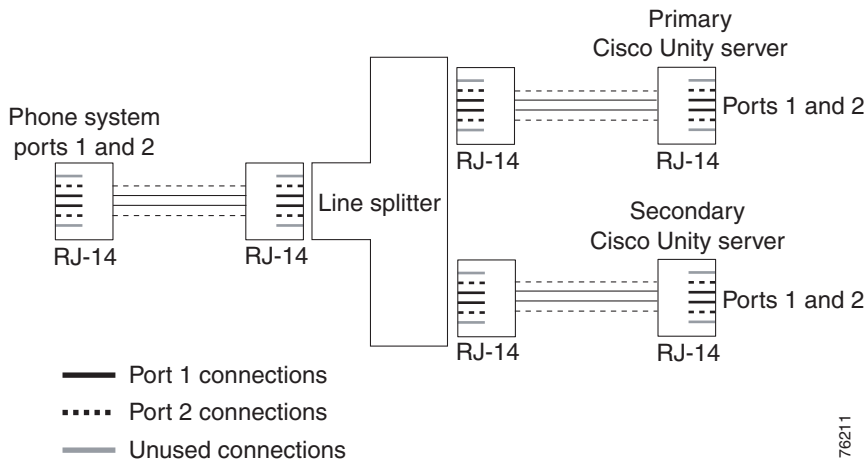 Primary
Cisco Unity server
Phone system
ports 1 and 2
Ports 1 and 2
RJ-14
RJ-14
Line splitter
Secondary
Cisco Unity server
RJ-14
RJ-14
Ports 1 and 2
RJ-14
RJ-14
Port 1 connections
Port 2 connections
Unused connections
76211